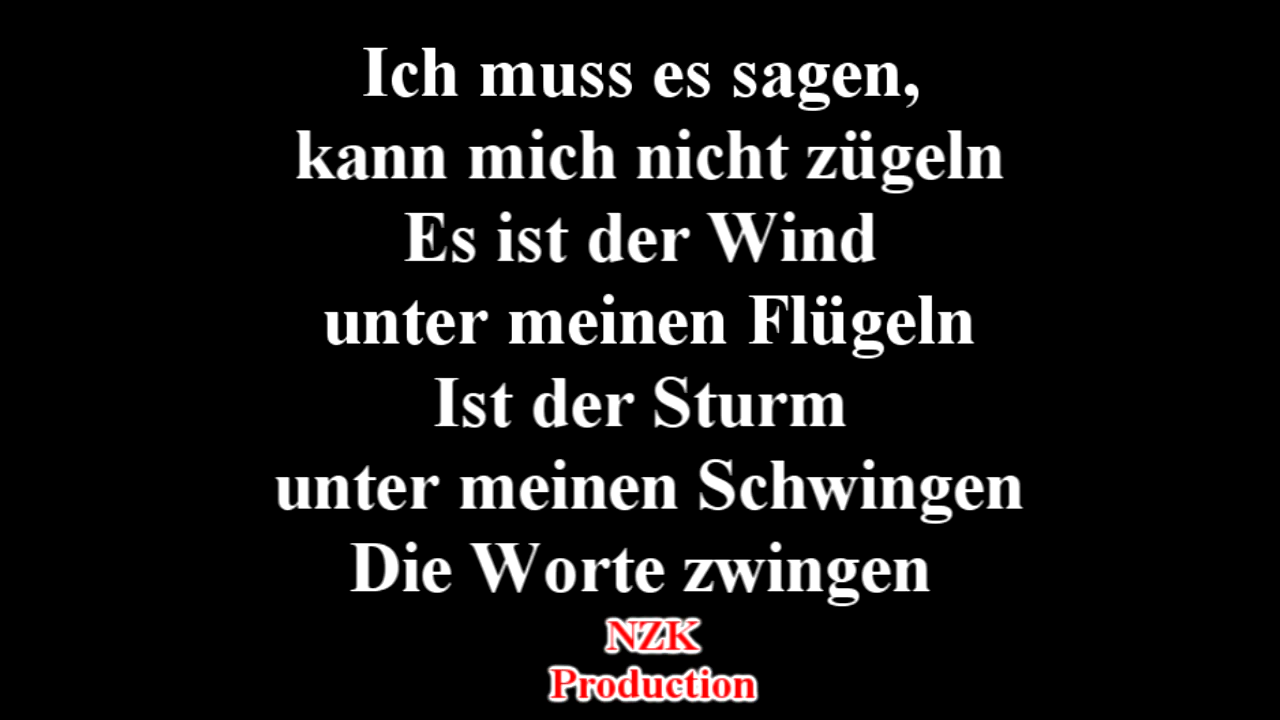 Ich muss es sagen,
kann mich nicht zügeln
Es ist der Wind
unter meinen Flügeln
Ist der Sturm
unter meinen Schwingen
Die Worte zwingen
NZK
Production